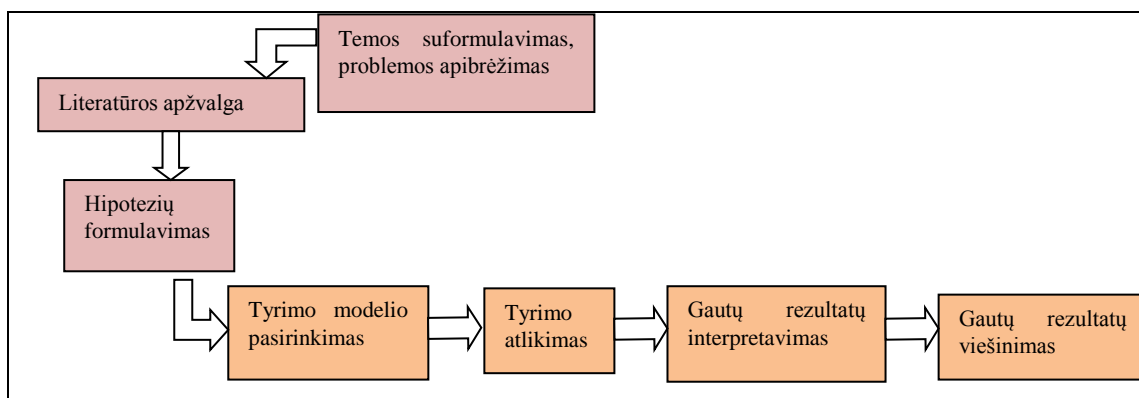 Temos suformulavimas,
problemos apibrėžimas
Literatūros apžvalga
Hipotezių
formulavimas
Tyrimo modelio
pasirinkimas
Tyrimo
atlikimas
Gautų rezultatų
interpretavimas
Gautų rezultatų
viešinimas